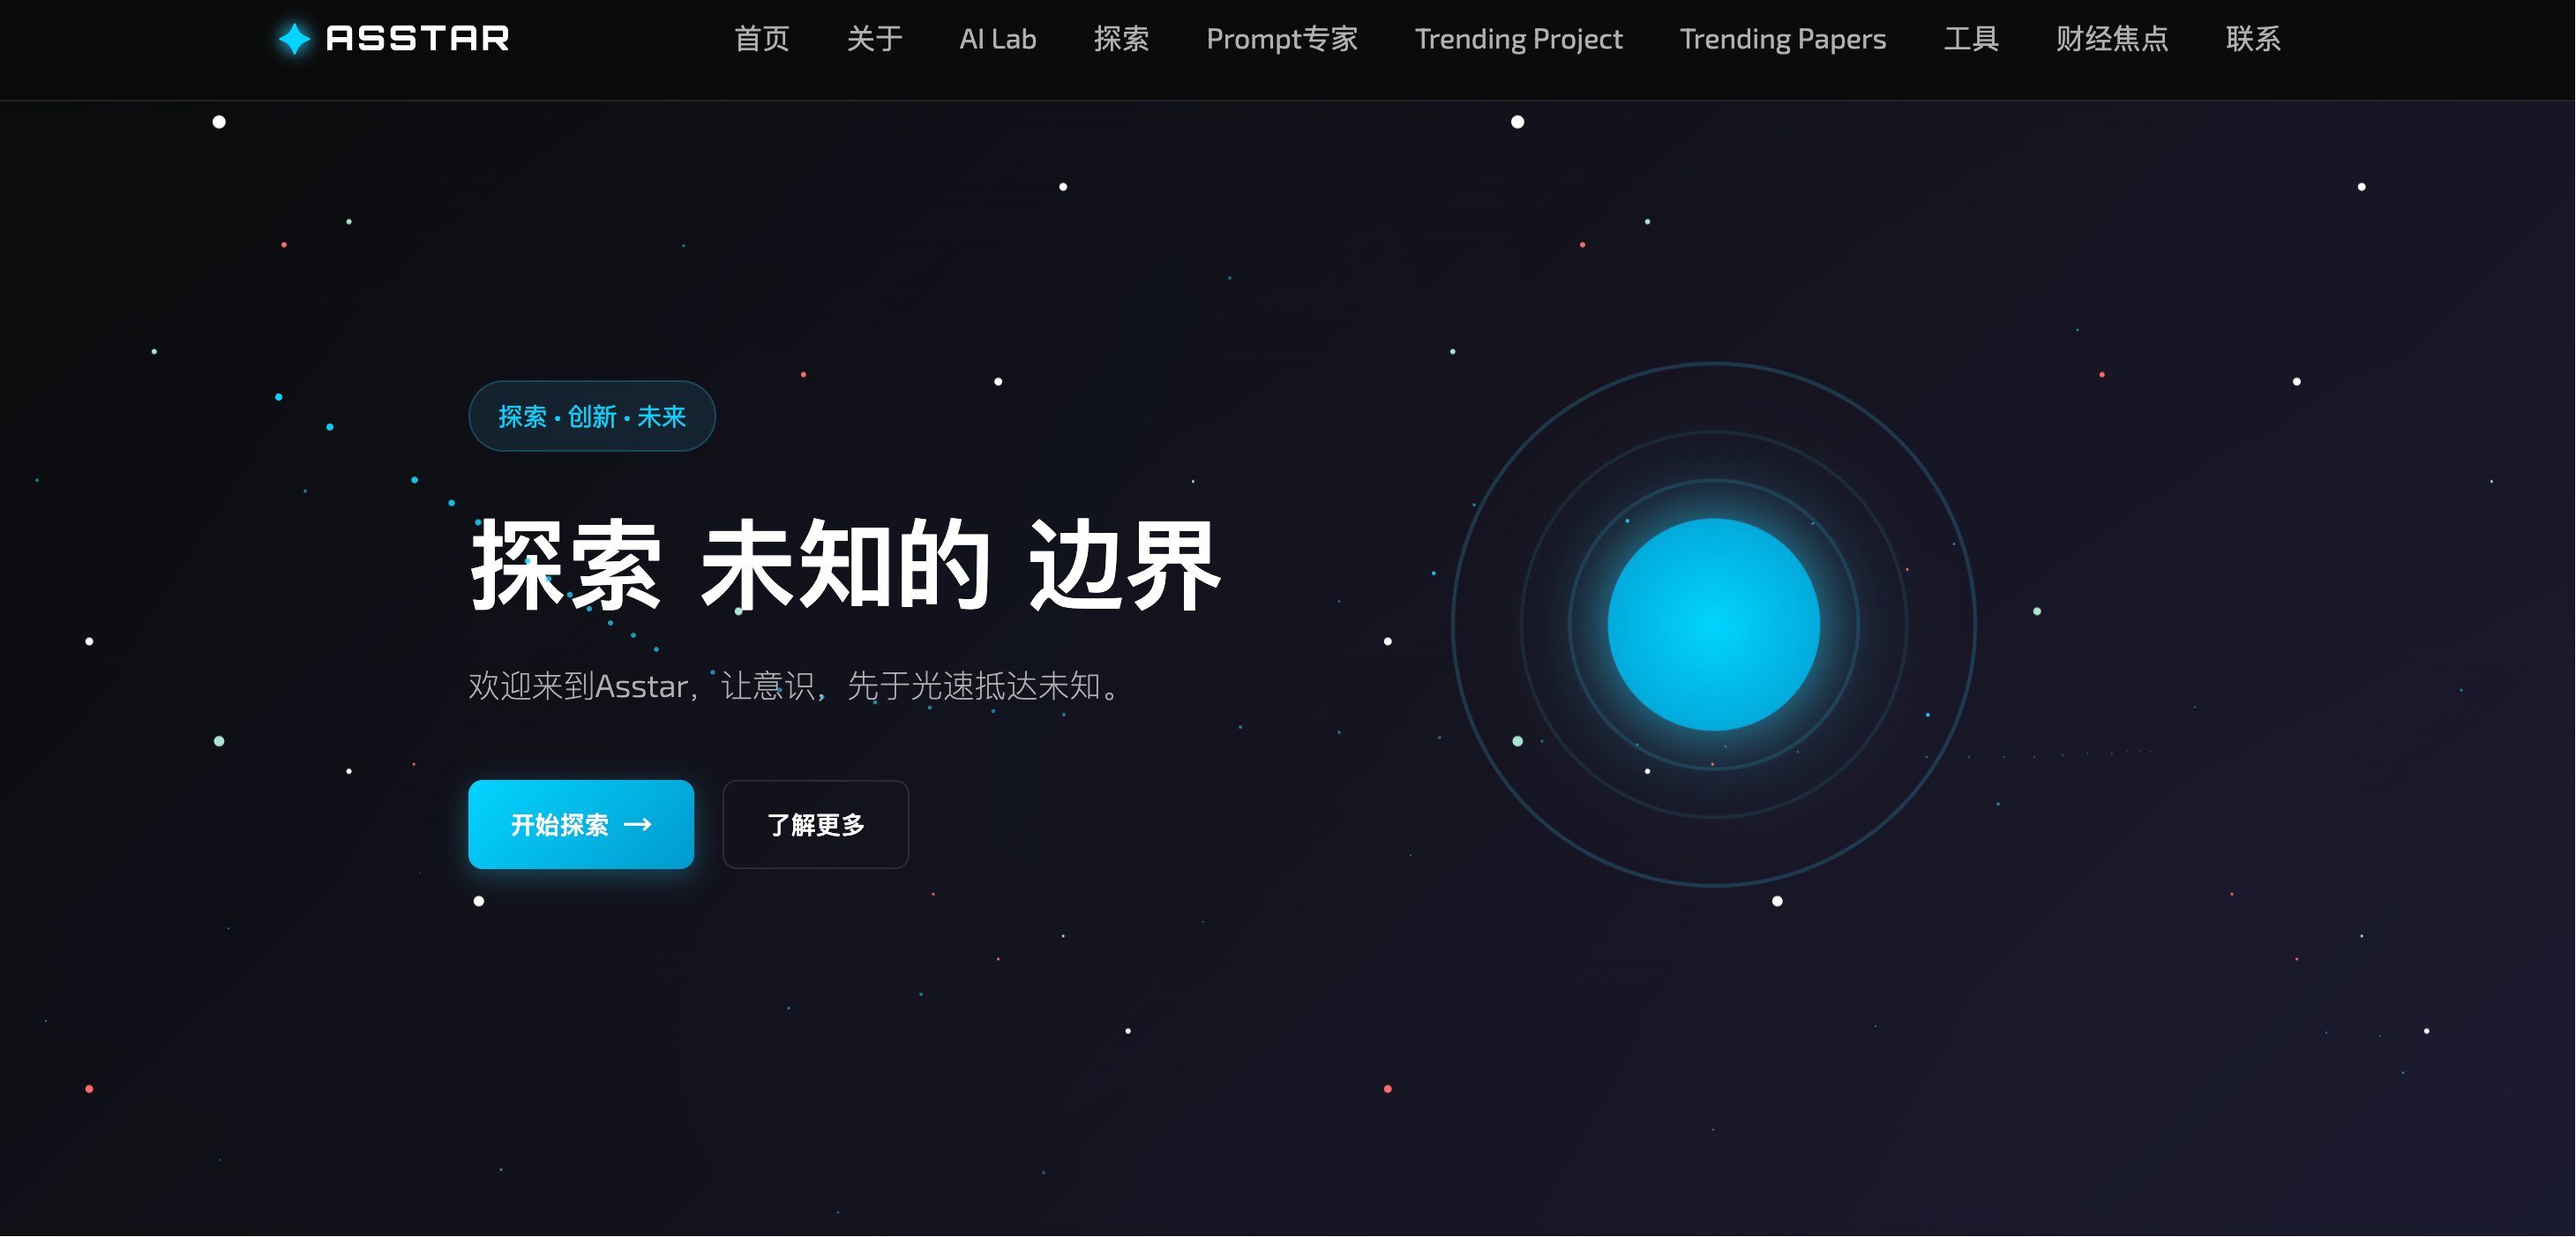 ASSTAR
首页 关于 AI Lab 探索 Prompt专家 Trending Project Trending Papers 工具 财经焦点 联系
探索 · 创新 · 未来
探索 未知的 边界
欢迎来到Asstar，让意识，先于光速抵达未知。
开始探索 →
了解更多